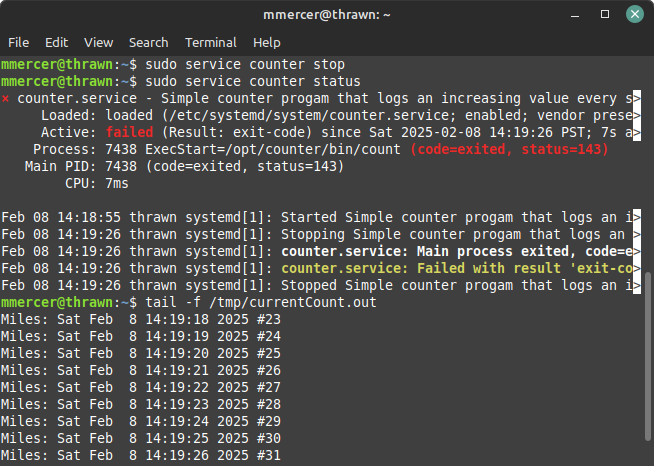 mmercer@thrawn: ~
File Edit View Search Terminal Help
mmercer@thrawn:~$ sudo service counter stop
mmercer@thrawn:~$ sudo service counter status
× counter.service - Simple counter progam that logs an increasing value every s>
Loaded: loaded (/etc/systemd/system/counter.service; enabled; vendor prese>
Active: failed (Result: exit-code) since Sat 2025-02-08 14:19:26 PST; 7s a>
Process: 7438 ExecStart=/opt/counter/bin/count (code=exited, status=143)
Main PID: 7438 (code=exited, status=143)
CPU: 7ms
Feb 08 14:18:55 thrawn systemd[1]: Started Simple counter progam that logs an i>
Feb 08 14:19:26 thrawn systemd[1]: Stopping Simple counter progam that logs an >
Feb 08 14:19:26 thrawn systemd[1]: counter.service: Main process exited, code=e>
Feb 08 14:19:26 thrawn systemd[1]: counter.service: Failed with result 'exit-co>
Feb 08 14:19:26 thrawn systemd[1]: Stopped Simple counter progam that logs an i>
mmercer@thrawn:~$ tail -f /tmp/currentCount.out
Miles: Sat Feb  8 14:19:18 2025 #23
Miles: Sat Feb  8 14:19:19 2025 #24
Miles: Sat Feb  8 14:19:20 2025 #25
Miles: Sat Feb  8 14:19:21 2025 #26
Miles: Sat Feb  8 14:19:22 2025 #27
Miles: Sat Feb  8 14:19:23 2025 #28
Miles: Sat Feb  8 14:19:24 2025 #29
Miles: Sat Feb  8 14:19:25 2025 #30
Miles: Sat Feb  8 14:19:26 2025 #31